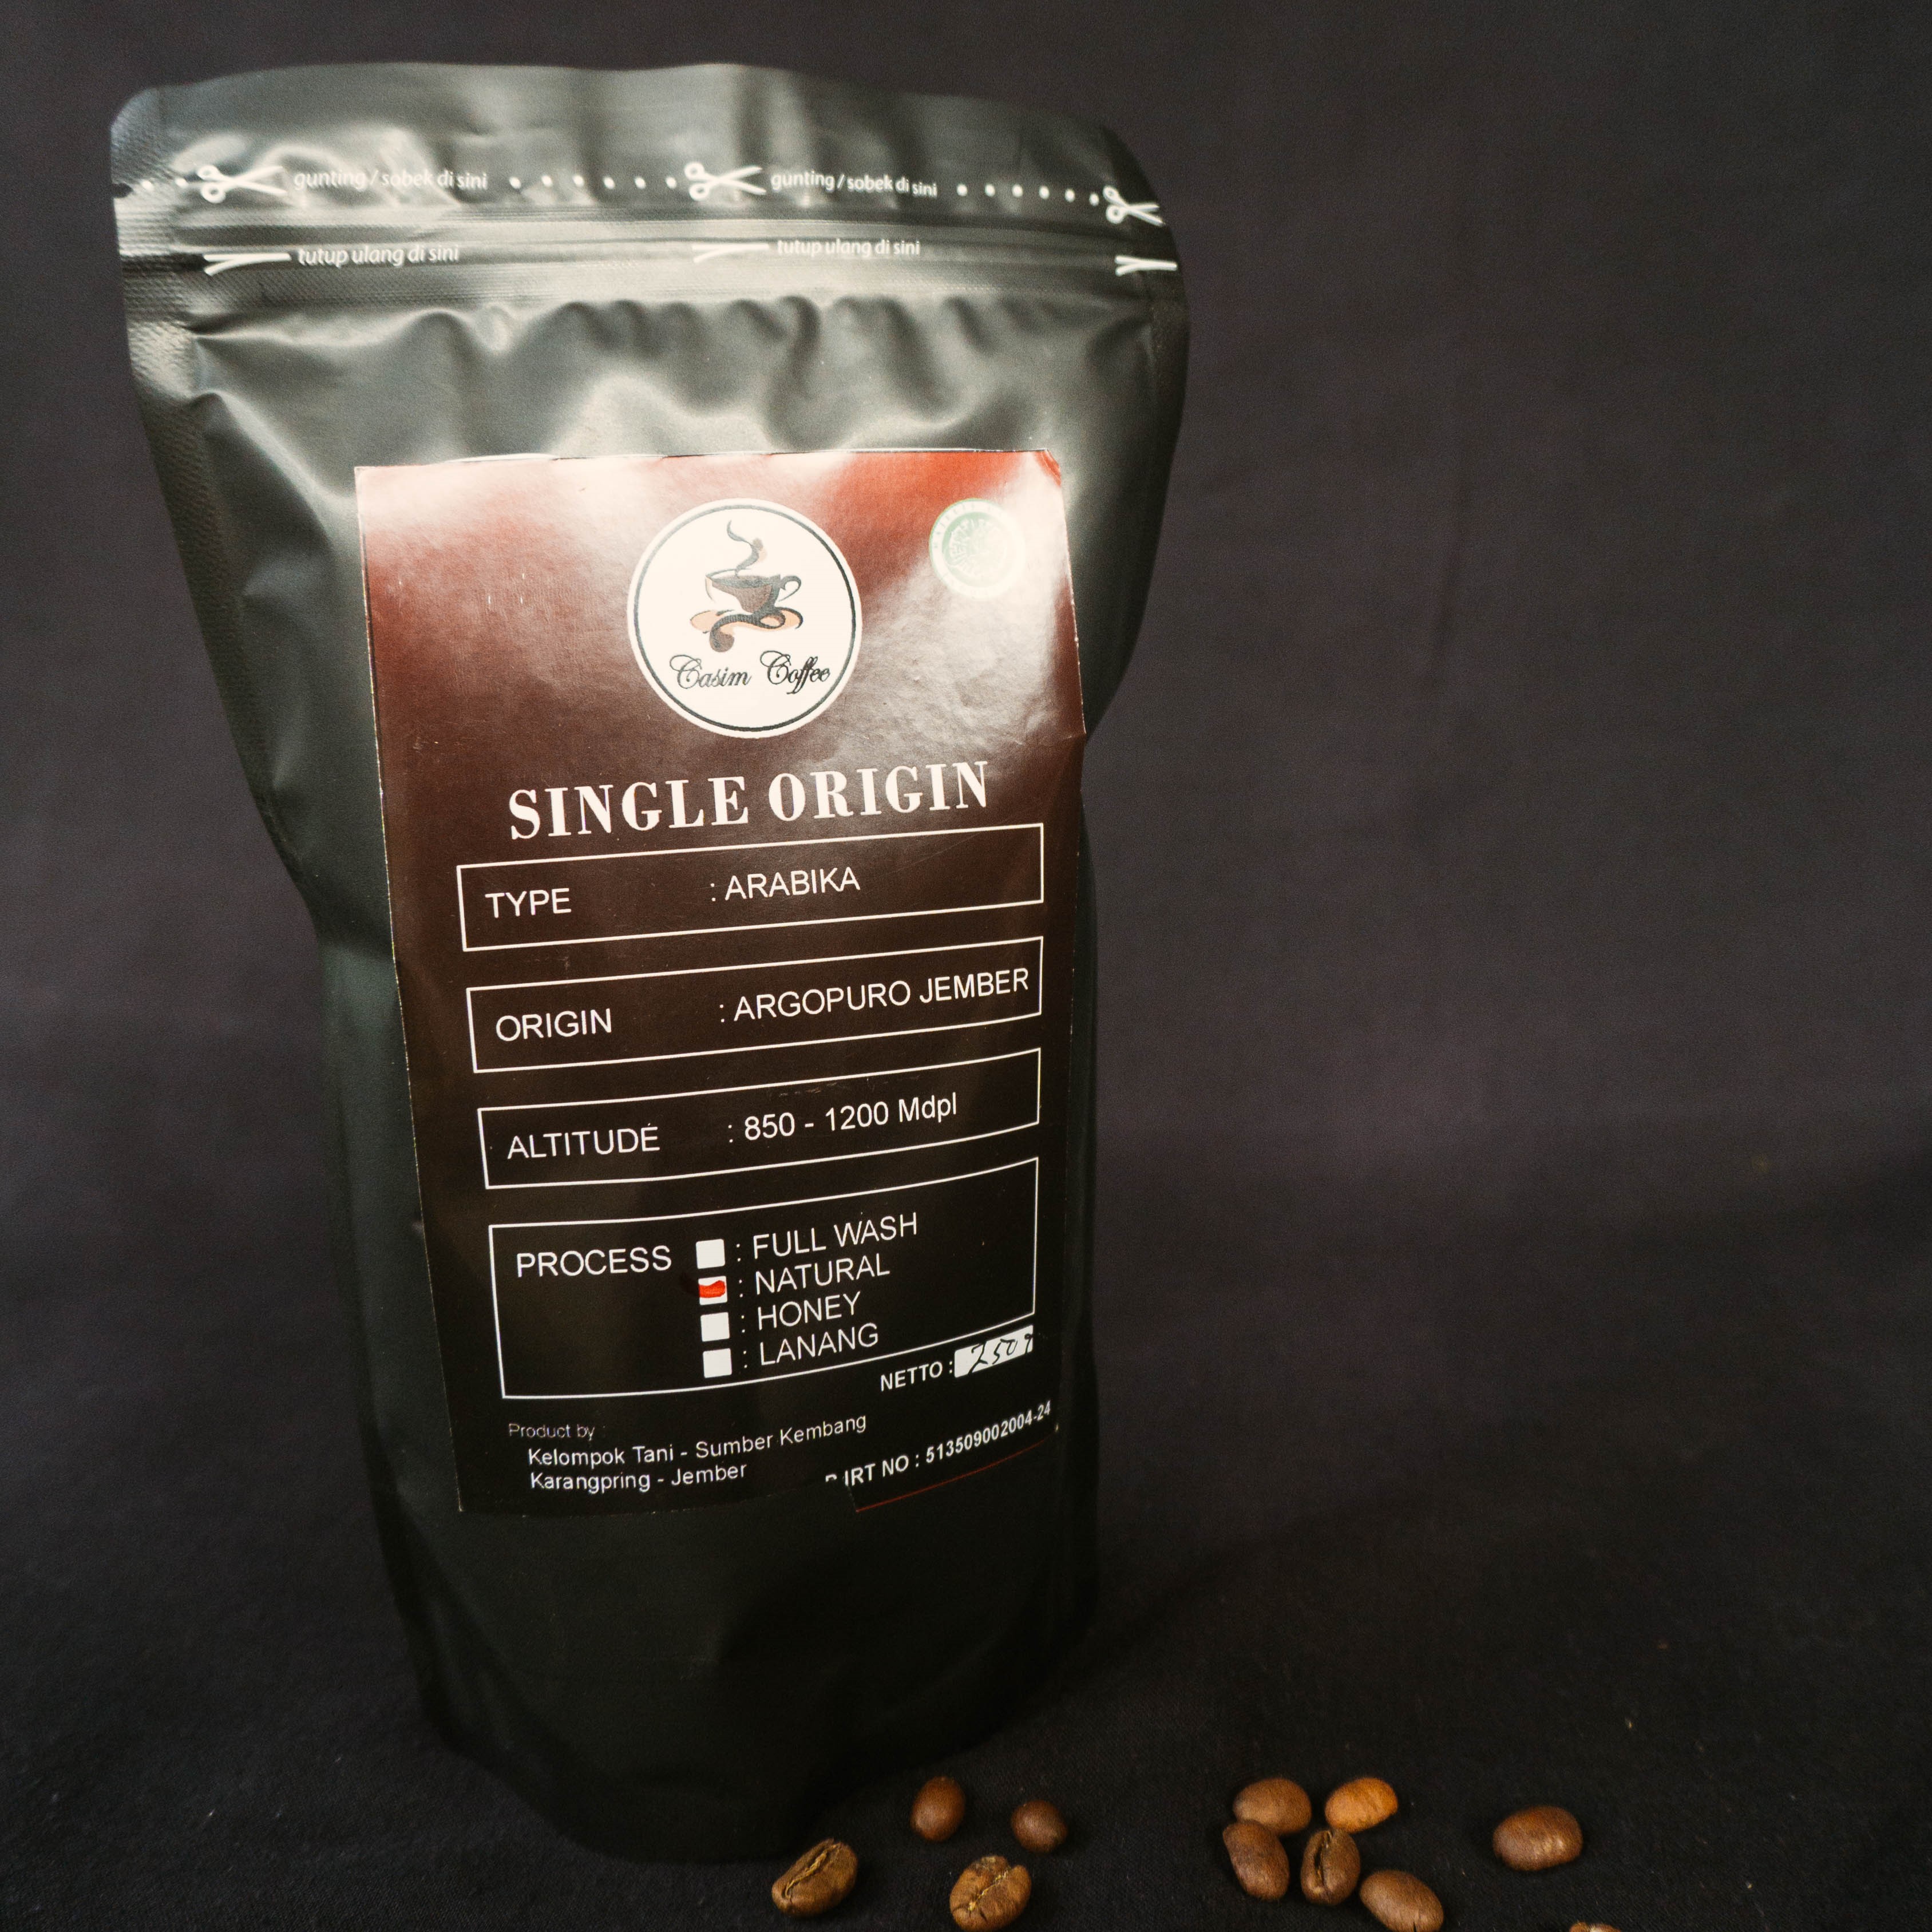 gunting / sobek di sini gunting / sobek di sini
tutup ulang di sini tutup ulang di sini
Casim Coffee
SINGLE ORIGIN
TYPE : ARABIKA
ORIGIN : ARGOPURO JEMBER
ALTITUDE : 850 - 1200 Mdpl
PROCESS : FULL WASH
: NATURAL
: HONEY
: LANANG
NETTO : 250 g
Product by :
Kelompok Tani - Sumber Kembang
Karangpring - Jember
IRT NO : 513509002004-24